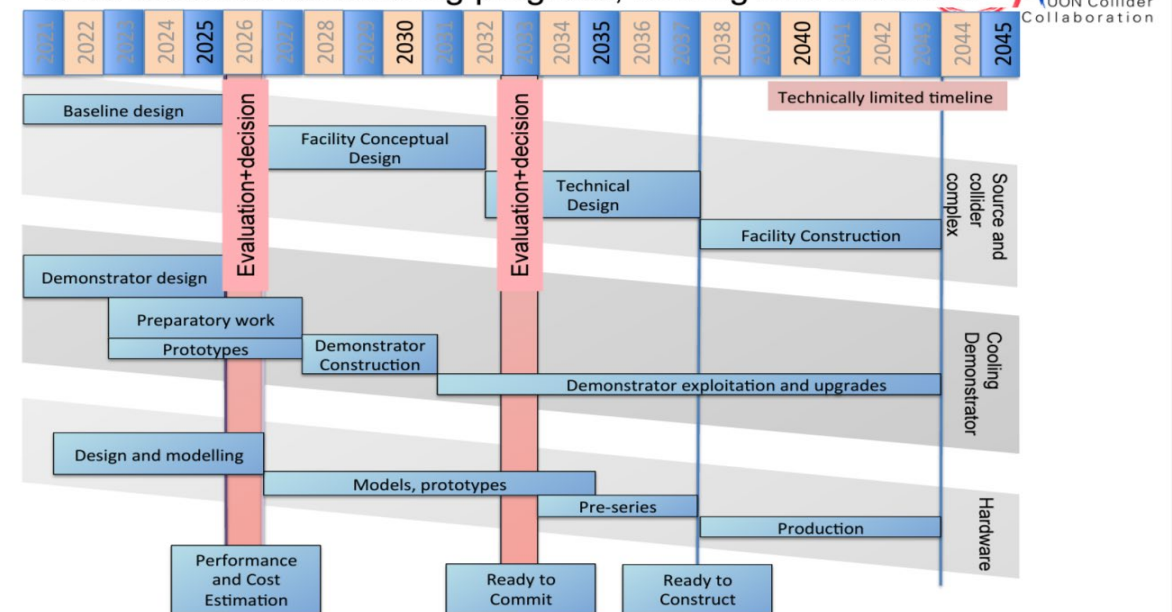 UON Collider
Collaboration
2021 2022 2023 2024 2025 2026 2027 2028 2029 2030 2031 2032 2033 2034 2035 2036 2037 2038 2039 2040 2041 2042 2043 2044 2045
Technically limited timeline
Baseline design
Evaluation+decision
Facility Conceptual
Design
Evaluation+decision
Technical
Design
Facility Construction
Source and
collider
complex
Demonstrator design
Preparatory work
Prototypes
Demonstrator
Construction
Demonstrator exploitation and upgrades
Cooling
Demonstrator
Design and modelling
Models, prototypes
Pre-series
Production
Hardware
Performance
and Cost
Estimation
Ready to
Commit
Ready to
Construct